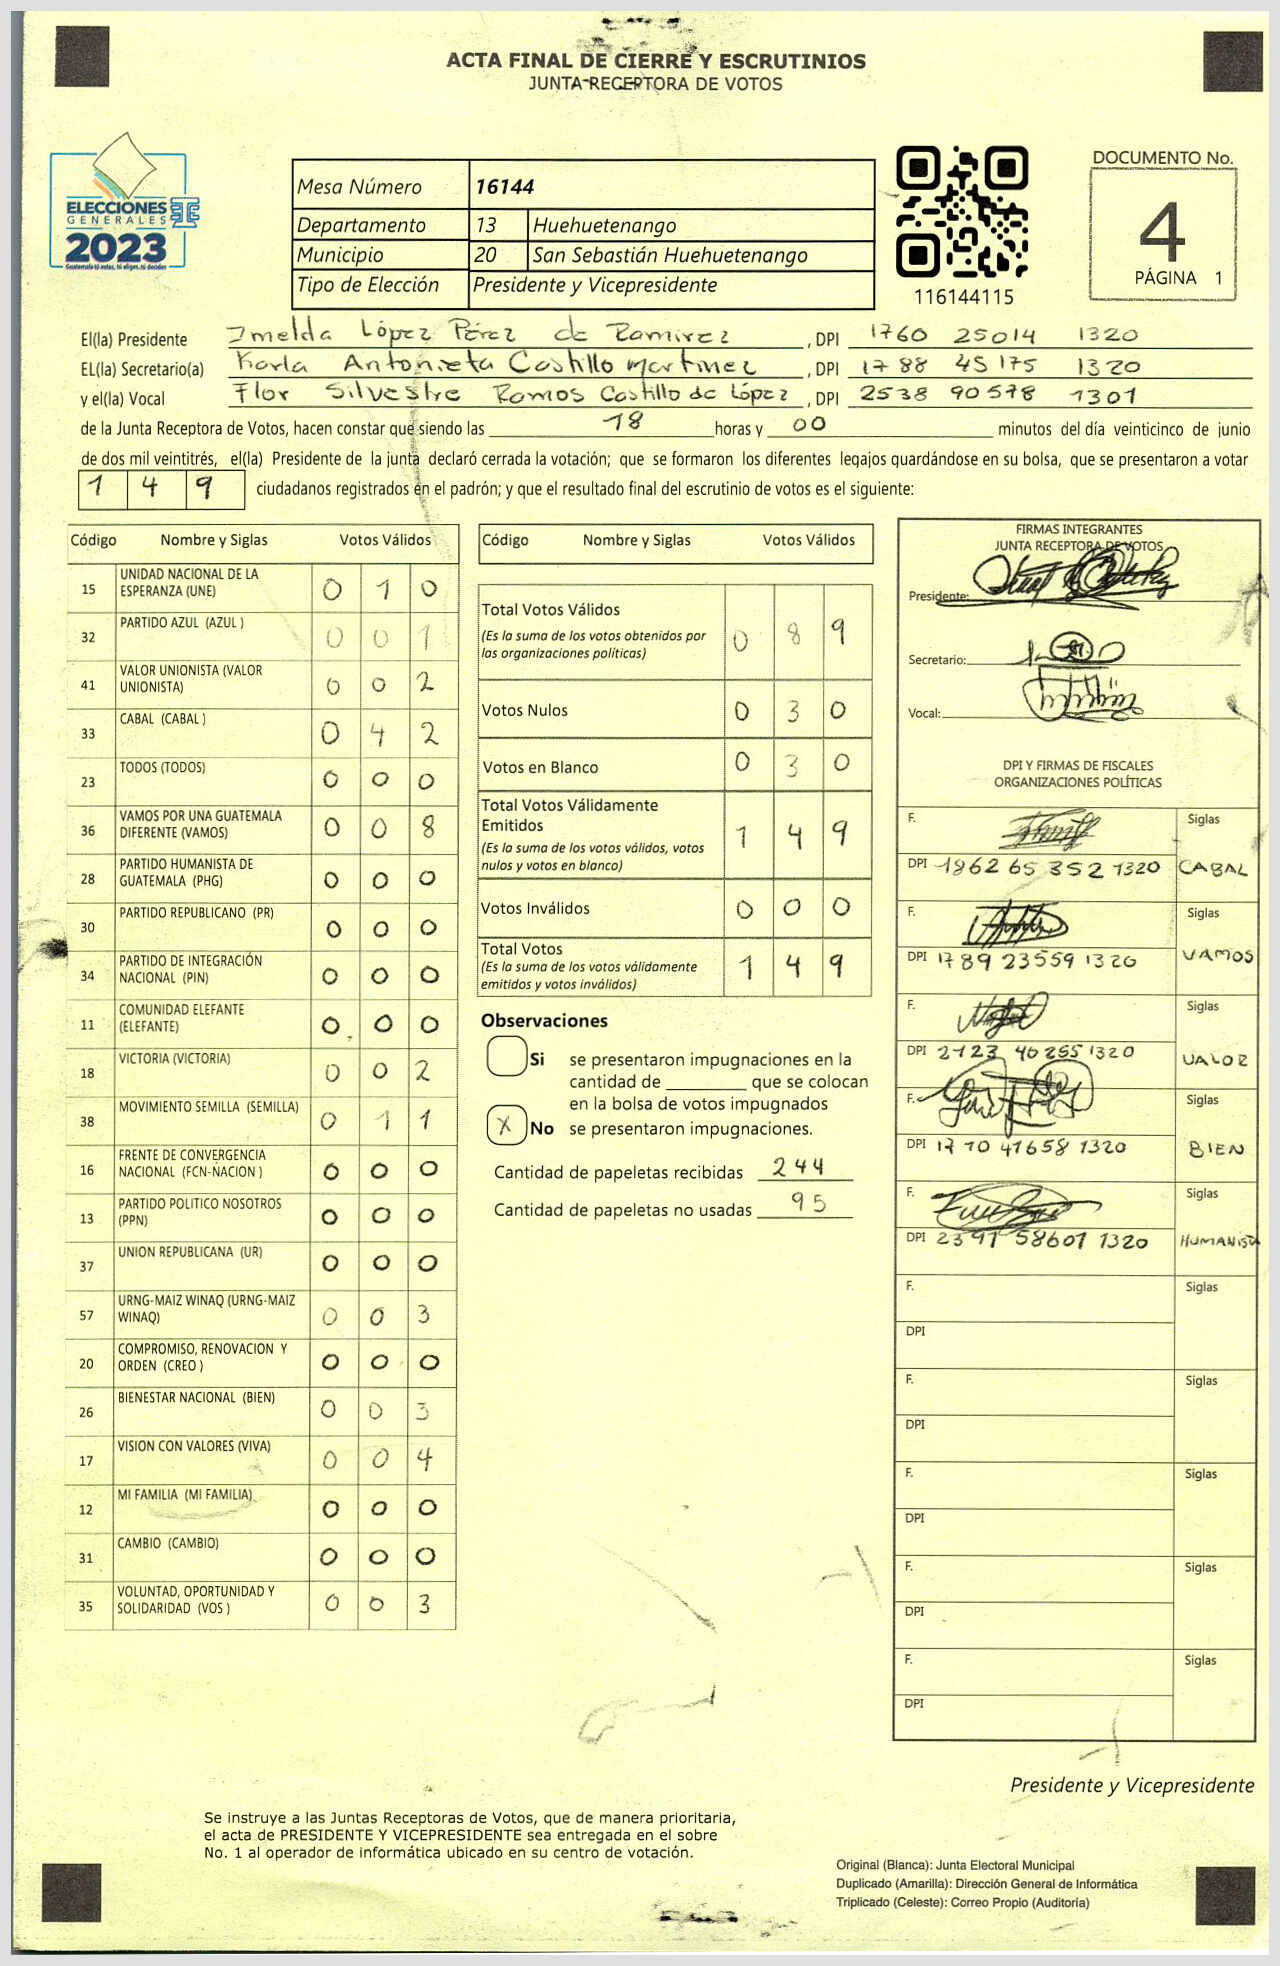 ACTA FINAL DE CIERRE Y ESCRUTINIOS
JUNTA RECEPTORA DE VOTOS
ELECCIONES
GENERALES
2023
Guatemala tú votas, tú eliges, tú decides
Mesa Número 16144
Departamento 13 Huehuetenango
Municipio 20 San Sebastián Huehuetenango
Tipo de Elección Presidente y Vicepresidente
116144115
DOCUMENTO No.
4
PÁGINA 1
El(la) Presidente Imelda López Pérez de Ramirez, DPI 1760 25014 1320
EL(la) Secretario(a) Karla Antonieta Castillo Martinez, DPI 1788 45175 1320
y el(la) Vocal Flor Silvestre Ramos Castillo de López, DPI 2538 90578 1301
de la Junta Receptora de Votos, hacen constar que siendo las 18 horas y 00 minutos del día veinticinco de junio
de dos mil veintitrés, el(la) Presidente de la junta declaró cerrada la votación; que se formaron los diferentes legajos guardándose en su bolsa, que se presentaron a votar
1 4 9 ciudadanos registrados en el padrón; y que el resultado final del escrutinio de votos es el siguiente:
Código Nombre y Siglas Votos Válidos
15 UNIDAD NACIONAL DE LA ESPERANZA (UNE) 0 1 0
32 PARTIDO AZUL (AZUL ) 0 0 1
41 VALOR UNIONISTA (VALOR UNIONISTA) 0 0 2
33 CABAL (CABAL ) 0 4 2
23 TODOS (TODOS) 0 0 0
36 VAMOS POR UNA GUATEMALA DIFERENTE (VAMOS) 0 0 8
28 PARTIDO HUMANISTA DE GUATEMALA (PHG) 0 0 0
30 PARTIDO REPUBLICANO (PR) 0 0 0
34 PARTIDO DE INTEGRACIÓN NACIONAL (PIN) 0 0 0
11 COMUNIDAD ELEFANTE (ELEFANTE) 0 0 0
18 VICTORIA (VICTORIA) 0 0 2
38 MOVIMIENTO SEMILLA (SEMILLA) 0 1 1
16 FRENTE DE CONVERGENCIA NACIONAL (FCN-NACION ) 0 0 0
13 PARTIDO POLITICO NOSOTROS (PPN) 0 0 0
37 UNION REPUBLICANA (UR) 0 0 0
57 URNG-MAIZ WINAQ (URNG-MAIZ WINAQ) 0 0 3
20 COMPROMISO, RENOVACION Y ORDEN (CREO ) 0 0 0
26 BIENESTAR NACIONAL (BIEN) 0 0 3
17 VISION CON VALORES (VIVA) 0 0 4
12 MI FAMILIA (MI FAMILIA) 0 0 0
31 CAMBIO (CAMBIO) 0 0 0
35 VOLUNTAD, OPORTUNIDAD Y SOLIDARIDAD (VOS ) 0 0 3
Código Nombre y Siglas Votos Válidos
Total Votos Válidos 0 8 9
(Es la suma de los votos obtenidos por
las organizaciones políticas)
Votos Nulos 0 3 0
Votos en Blanco 0 3 0
Total Votos Válidamente
Emitidos 1 4 9
(Es la suma de los votos válidos, votos
nulos y votos en blanco)
Votos Inválidos 0 0 0
Total Votos 1 4 9
(Es la suma de los votos válidamente
emitidos y votos inválidos)
Observaciones
Si se presentaron impugnaciones en la
cantidad de ________ que se colocan
en la bolsa de votos impugnados
X No se presentaron impugnaciones.
Cantidad de papeletas recibidas 244
Cantidad de papeletas no usadas 95
FIRMAS INTEGRANTES
JUNTA RECEPTORA DE VOTOS
Presidente:
Secretario:
Vocal:
DPI Y FIRMAS DE FISCALES
ORGANIZACIONES POLÍTICAS
F. Siglas
DPI 1862 65 352 1320 CABAL
F. Siglas
DPI 1789 23559 1320 VAMOS
F. Siglas
DPI 2123 40255 1320 VALOR
F. Siglas
DPI 1710 41658 1320 BIEN
F. Siglas
DPI 2391 58601 1320 HUMANISTA
F. Siglas
DPI
F. Siglas
DPI
F. Siglas
DPI
F. Siglas
DPI
F. Siglas
DPI
Presidente y Vicepresidente
Se instruye a las Juntas Receptoras de Votos, que de manera prioritaria,
el acta de PRESIDENTE Y VICEPRESIDENTE sea entregada en el sobre
No. 1 al operador de informática ubicado en su centro de votación.
Original (Blanca): Junta Electoral Municipal
Duplicado (Amarilla): Dirección General de Informática
Triplicado (Celeste): Correo Propio (Auditoría)